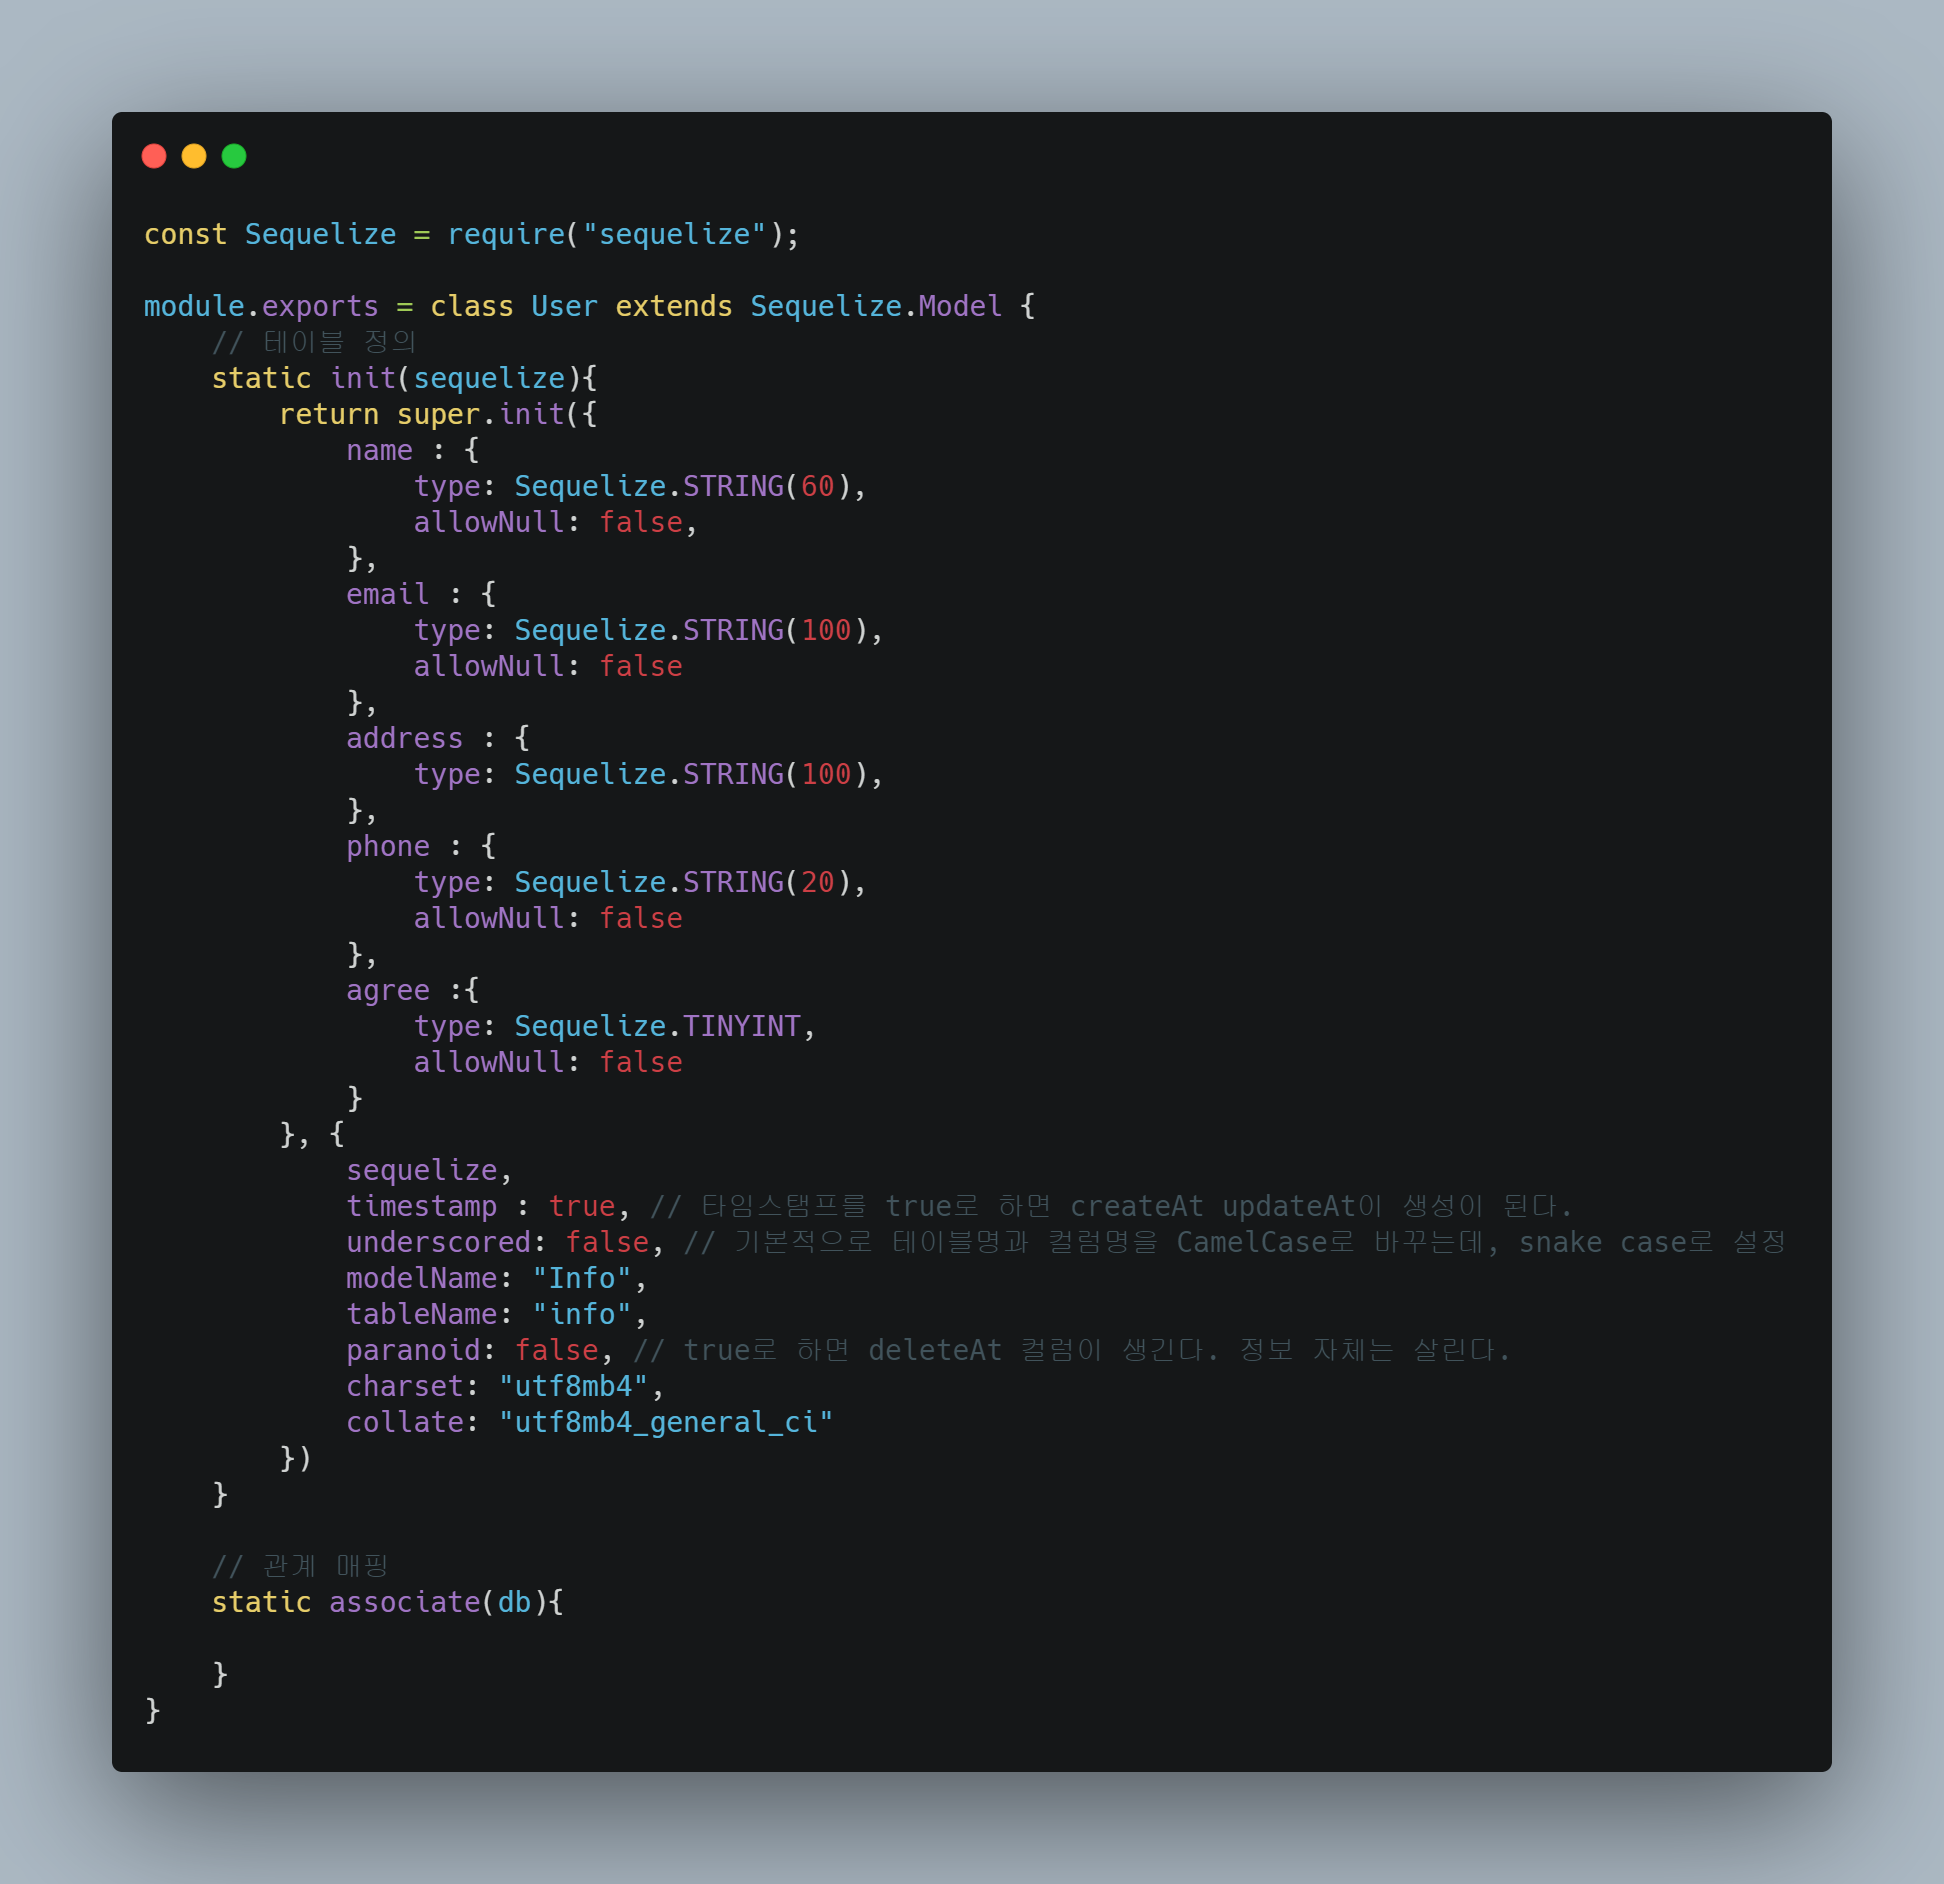 const Sequelize = require("sequelize");
module.exports = class User extends Sequelize.Model {
// 테이블 정의
static init(sequelize){
return super.init({
name : {
type: Sequelize.STRING(60),
allowNull: false,
},
email : {
type: Sequelize.STRING(100),
allowNull: false
},
address : {
type: Sequelize.STRING(100),
},
phone : {
type: Sequelize.STRING(20),
allowNull: false
},
agree :{
type: Sequelize.TINYINT,
allowNull: false
}
}, {
sequelize,
timestamp : true, // 타임스탬프를 true로 하면 createAt updateAt이 생성이 된다.
underscored: false, // 기본적으로 테이블명과 컬럼명을 CamelCase로 바꾸는데, snake case로 설정
modelName: "Info",
tableName: "info",
paranoid: false, // true로 하면 deleteAt 컬럼이 생긴다. 정보 자체는 살린다.
charset: "utf8mb4",
collate: "utf8mb4_general_ci"
})
}
// 관계 매핑
static associate(db){
}
}